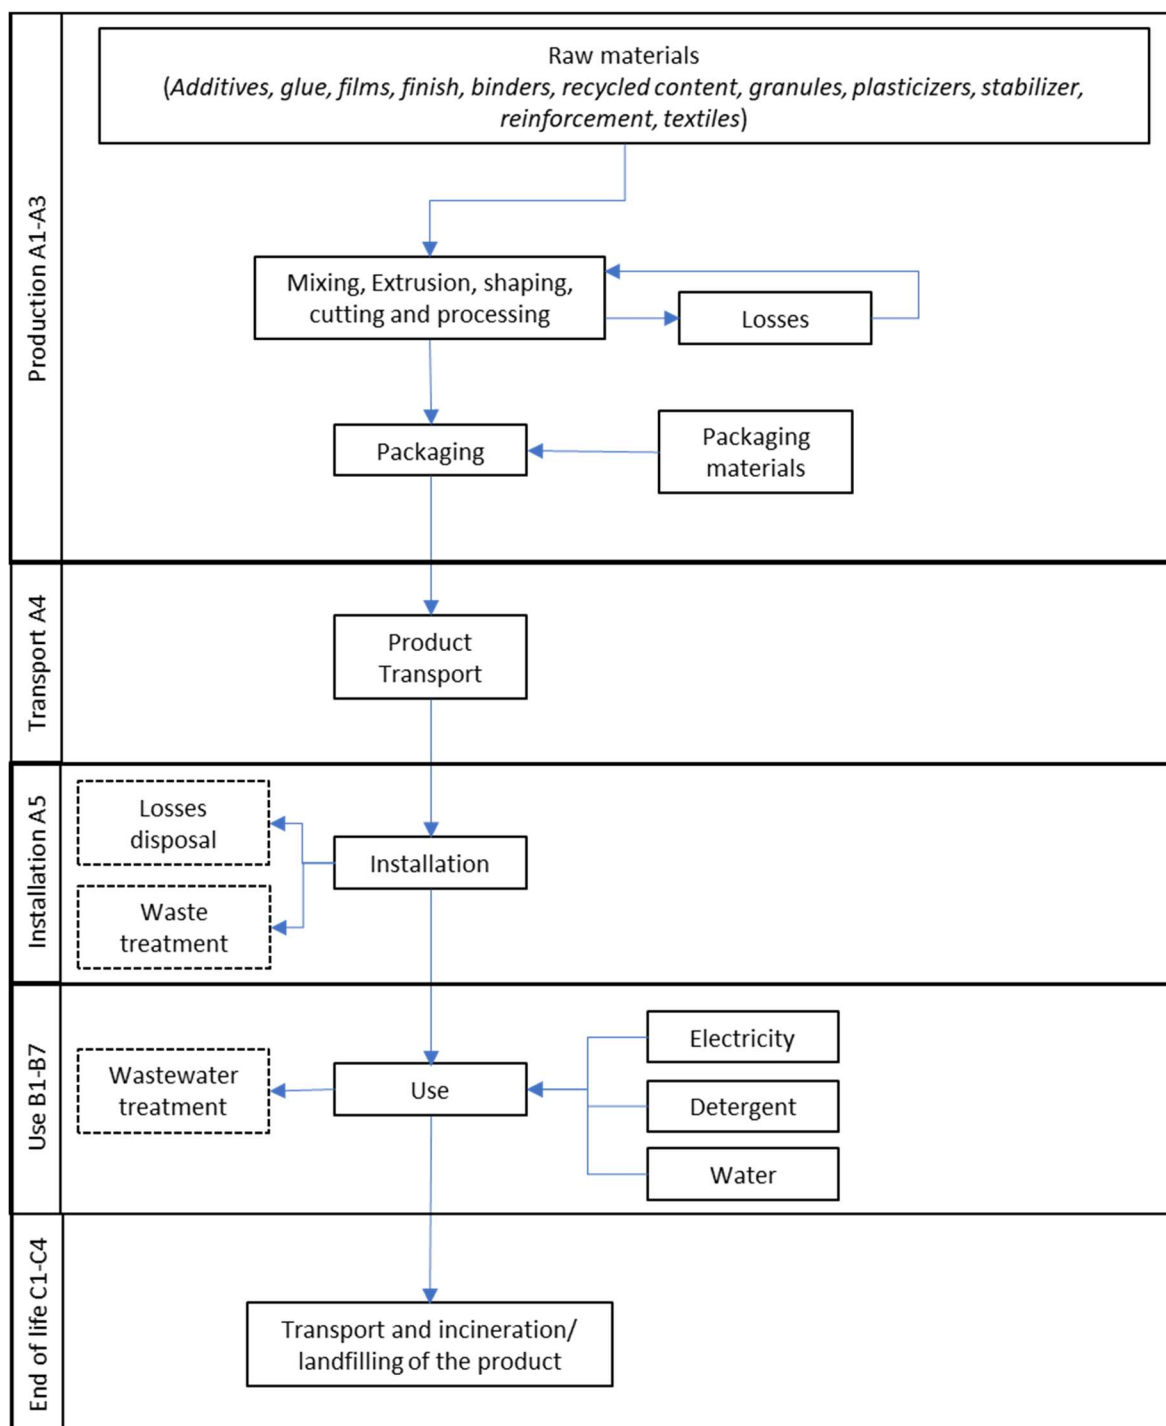 Production A1-A3
Raw materials
(Additives, glue, films, finish, binders, recycled content, granules, plasticizers, stabilizer,
reinforcement, textiles)
Mixing, Extrusion, shaping,
cutting and processing
Losses
Packaging
Packaging
materials
Transport A4
Product
Transport
Installation A5
Losses
disposal
Installation
Waste
treatment
Use B1-B7
Wastewater
treatment
Use
Electricity
Detergent
Water
End of life C1-C4
Transport and incineration/
landfilling of the product